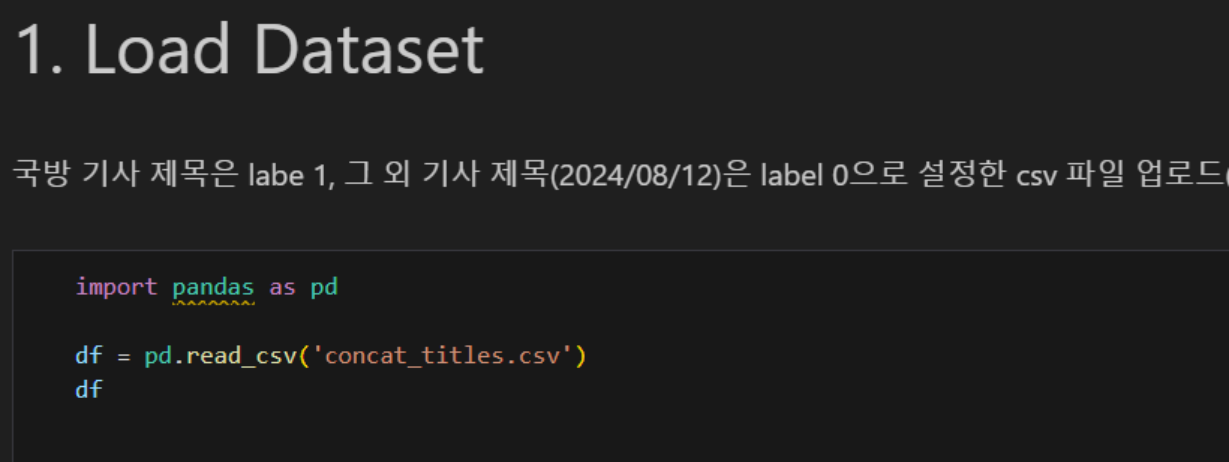 1. Load Dataset
국방 기사 제목은 labe 1, 그 외 기사 제목(2024/08/12)은 label 0으로 설정한 csv 파일 업로드(
import pandas as pd
df = pd.read_csv('concat_titles.csv')
df